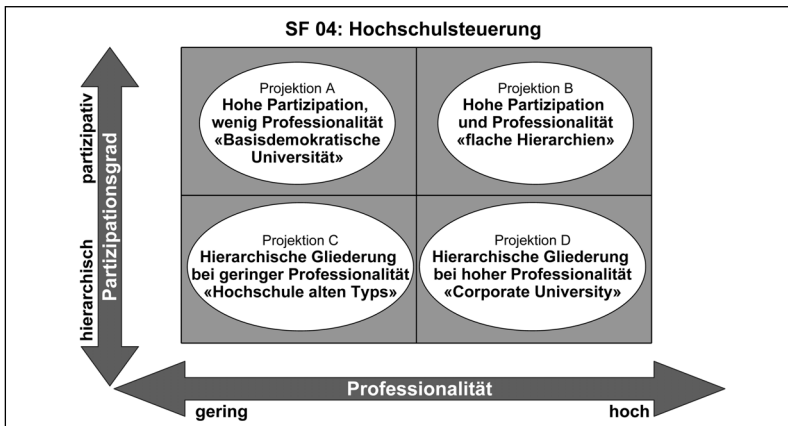 SF 04: Hochschulsteuerung
Projektion A
Hohe Partizipation,
wenig Professionalität
«Basisdemokratische
Universität»
Projektion B
Hohe Partizipation
und Professionalität
«flache Hierarchien»
Projektion C
Hierarchische Gliederung
bei geringer Professionalität
«Hochschule alten Typs»
Projektion D
Hierarchische Gliederung
bei hoher Professionalität
«Corporate University»
partizipativ
hierarchisch
Partizipationsgrad
Professionalität
gering
hoch